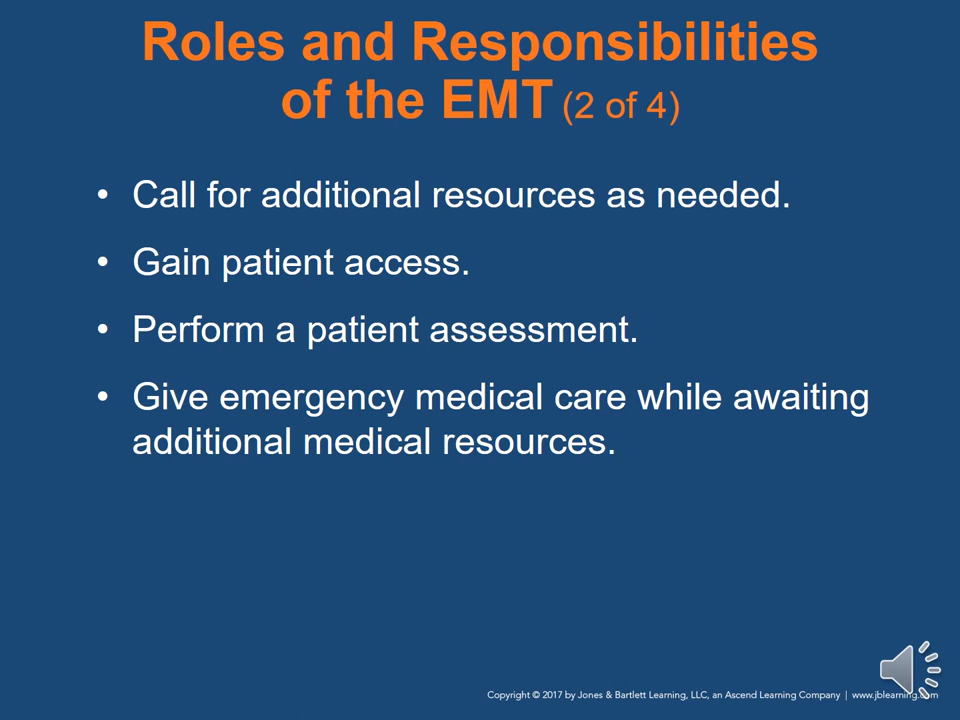 Roles and Responsibilities
of the EMT (2 of 4)
• Call for additional resources as needed.
• Gain patient access.
• Perform a patient assessment.
• Give emergency medical care while awaiting
additional medical resources.
Copyright © 2017 by Jones & Bartlett Learning, LLC, an Ascend Learning Company | www.jblearning.com